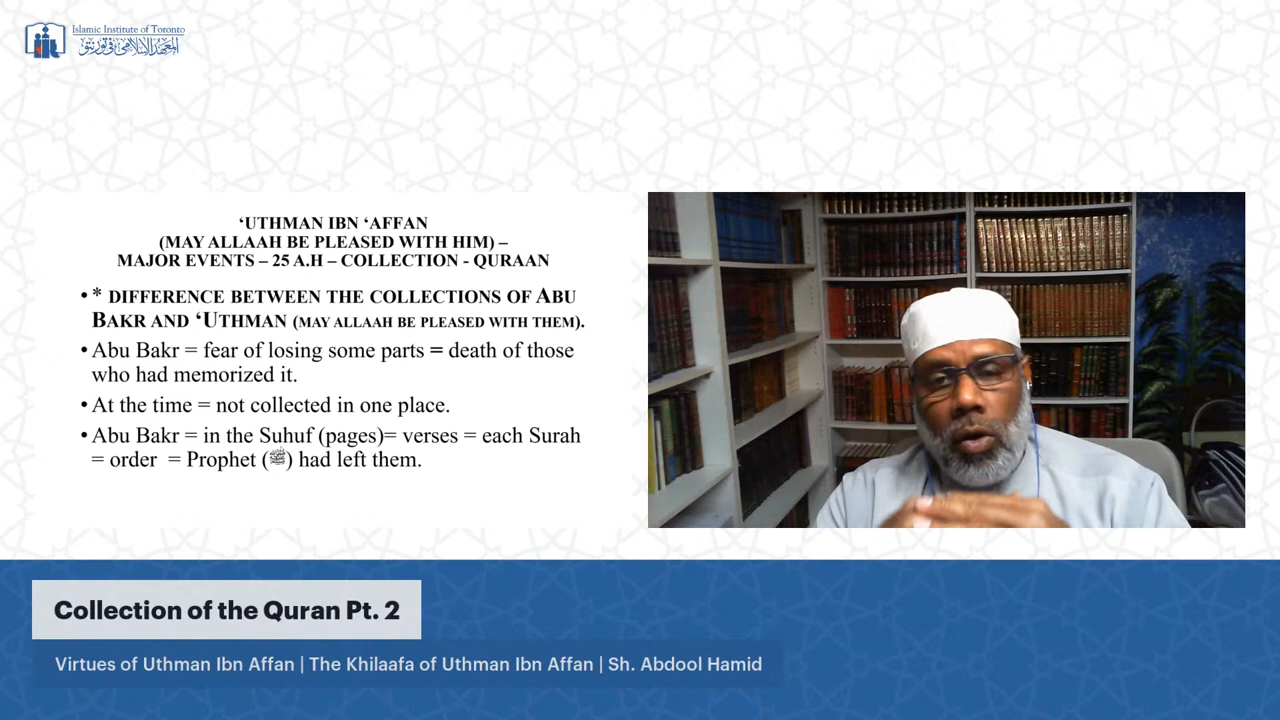 Islamic Institute of Toronto
المعهد الإسلامي في تورنتو
‘UTHMAN IBN ‘AFFAN
(MAY ALLAAH BE PLEASED WITH HIM) –
MAJOR EVENTS – 25 A.H – COLLECTION - QURAAN
• * DIFFERENCE BETWEEN THE COLLECTIONS OF ABU
BAKR AND ‘UTHMAN (MAY ALLAAH BE PLEASED WITH THEM).
• Abu Bakr = fear of losing some parts = death of those
who had memorized it.
• At the time = not collected in one place.
• Abu Bakr = in the Suhuf (pages)= verses = each Surah
= order = Prophet (ﷺ) had left them.
Collection of the Quran Pt. 2
Virtues of Uthman Ibn Affan | The Khilaafa of Uthman Ibn Affan | Sh. Abdool Hamid